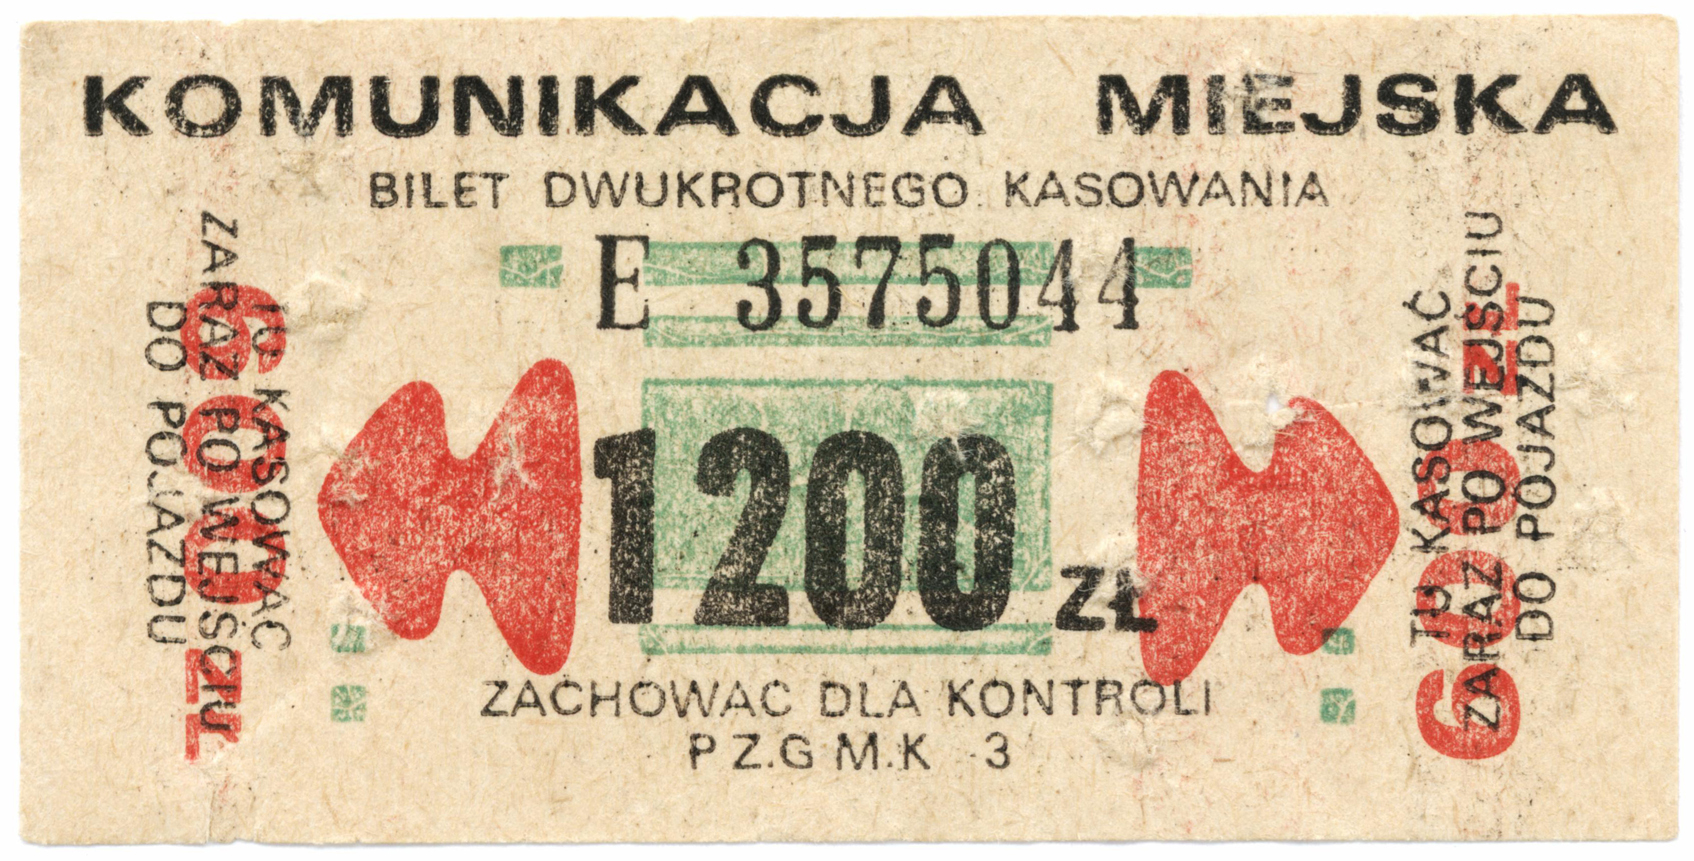 KOMUNIKACJA MIEJSKA
BILET DWUKROTNEGO KASOWANIA
E 3575044
1200 ZŁ
ZACHOWAC DLA KONTROLI
P Z.G M.K 3
TU KASOWAĆ
ZARAZ PO WEJŚCIU
DO POJAZDU
600 ZŁ
TU KASOWAĆ
ZARAZ PO WEJŚCIU
DO POJAZDU
600 ZŁ